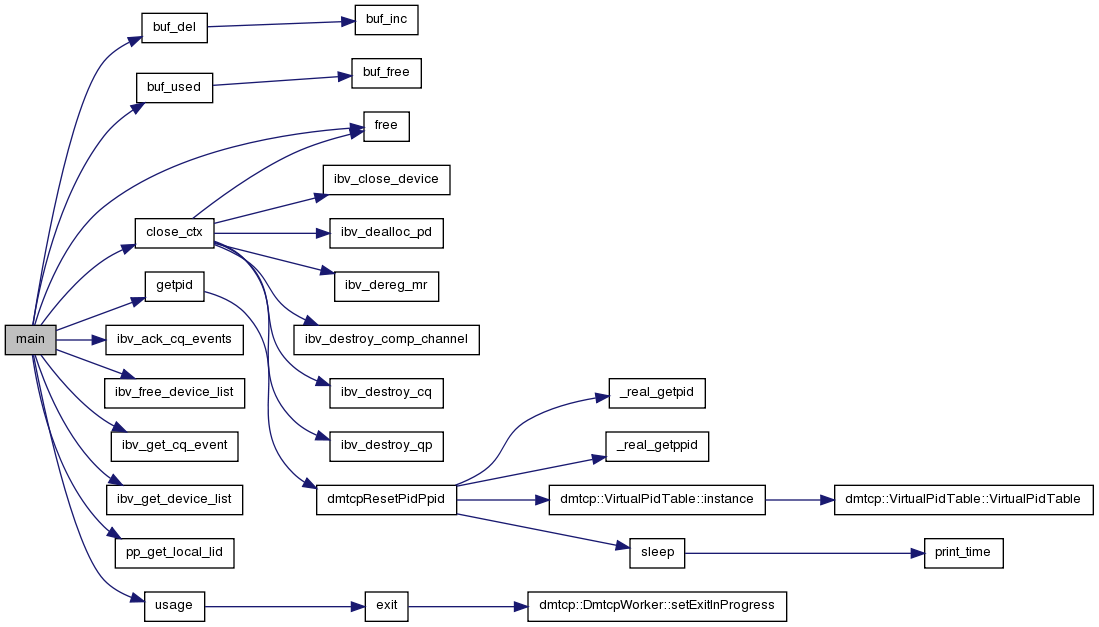 buf_del
buf_inc
buf_used
buf_free
free
ibv_close_device
close_ctx
ibv_dealloc_pd
getpid
ibv_dereg_mr
main
ibv_ack_cq_events
ibv_destroy_comp_channel
ibv_free_device_list
ibv_destroy_cq
_real_getpid
ibv_get_cq_event
ibv_destroy_qp
_real_getppid
ibv_get_device_list
dmtcpResetPidPpid
dmtcp::VirtualPidTable::instance
dmtcp::VirtualPidTable::VirtualPidTable
pp_get_local_lid
sleep
print_time
usage
exit
dmtcp::DmtcpWorker::setExitInProgress